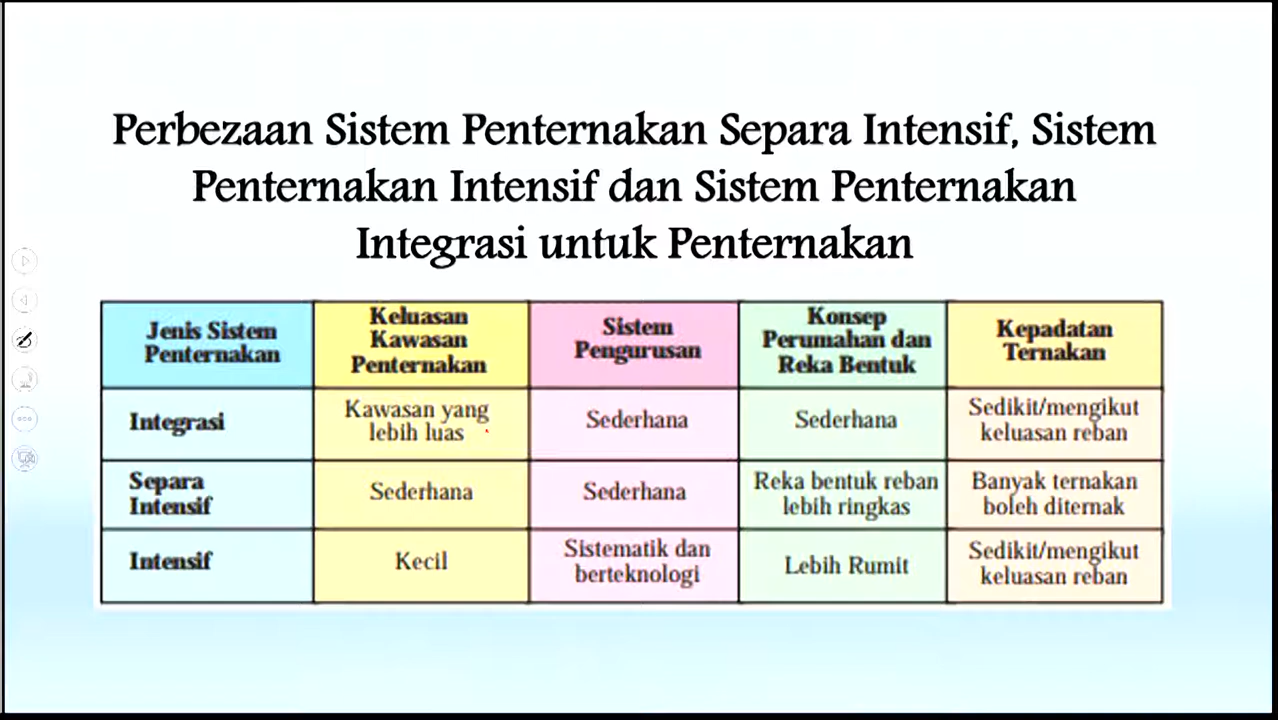 Perbezaan Sistem Penternakan Separa Intensif, Sistem
Penternakan Intensif dan Sistem Penternakan
Integrasi untuk Penternakan
Jenis Sistem
Penternakan
Keluasan
Kawasan
Penternakan
Sistem
Pengurusan
Konsep
Perumahan dan
Reka Bentuk
Kepadatan
Ternakan
Integrasi
Kawasan yang
lebih luas
Sederhana
Sederhana
Sedikit/mengikut
keluasan reban
Separa
Intensif
Sederhana
Sederhana
Reka bentuk reban
lebih ringkas
Banyak ternakan
boleh diternak
Intensif
Kecil
Sistematik dan
berteknologi
Lebih Rumit
Sedikit/mengikut
keluasan reban